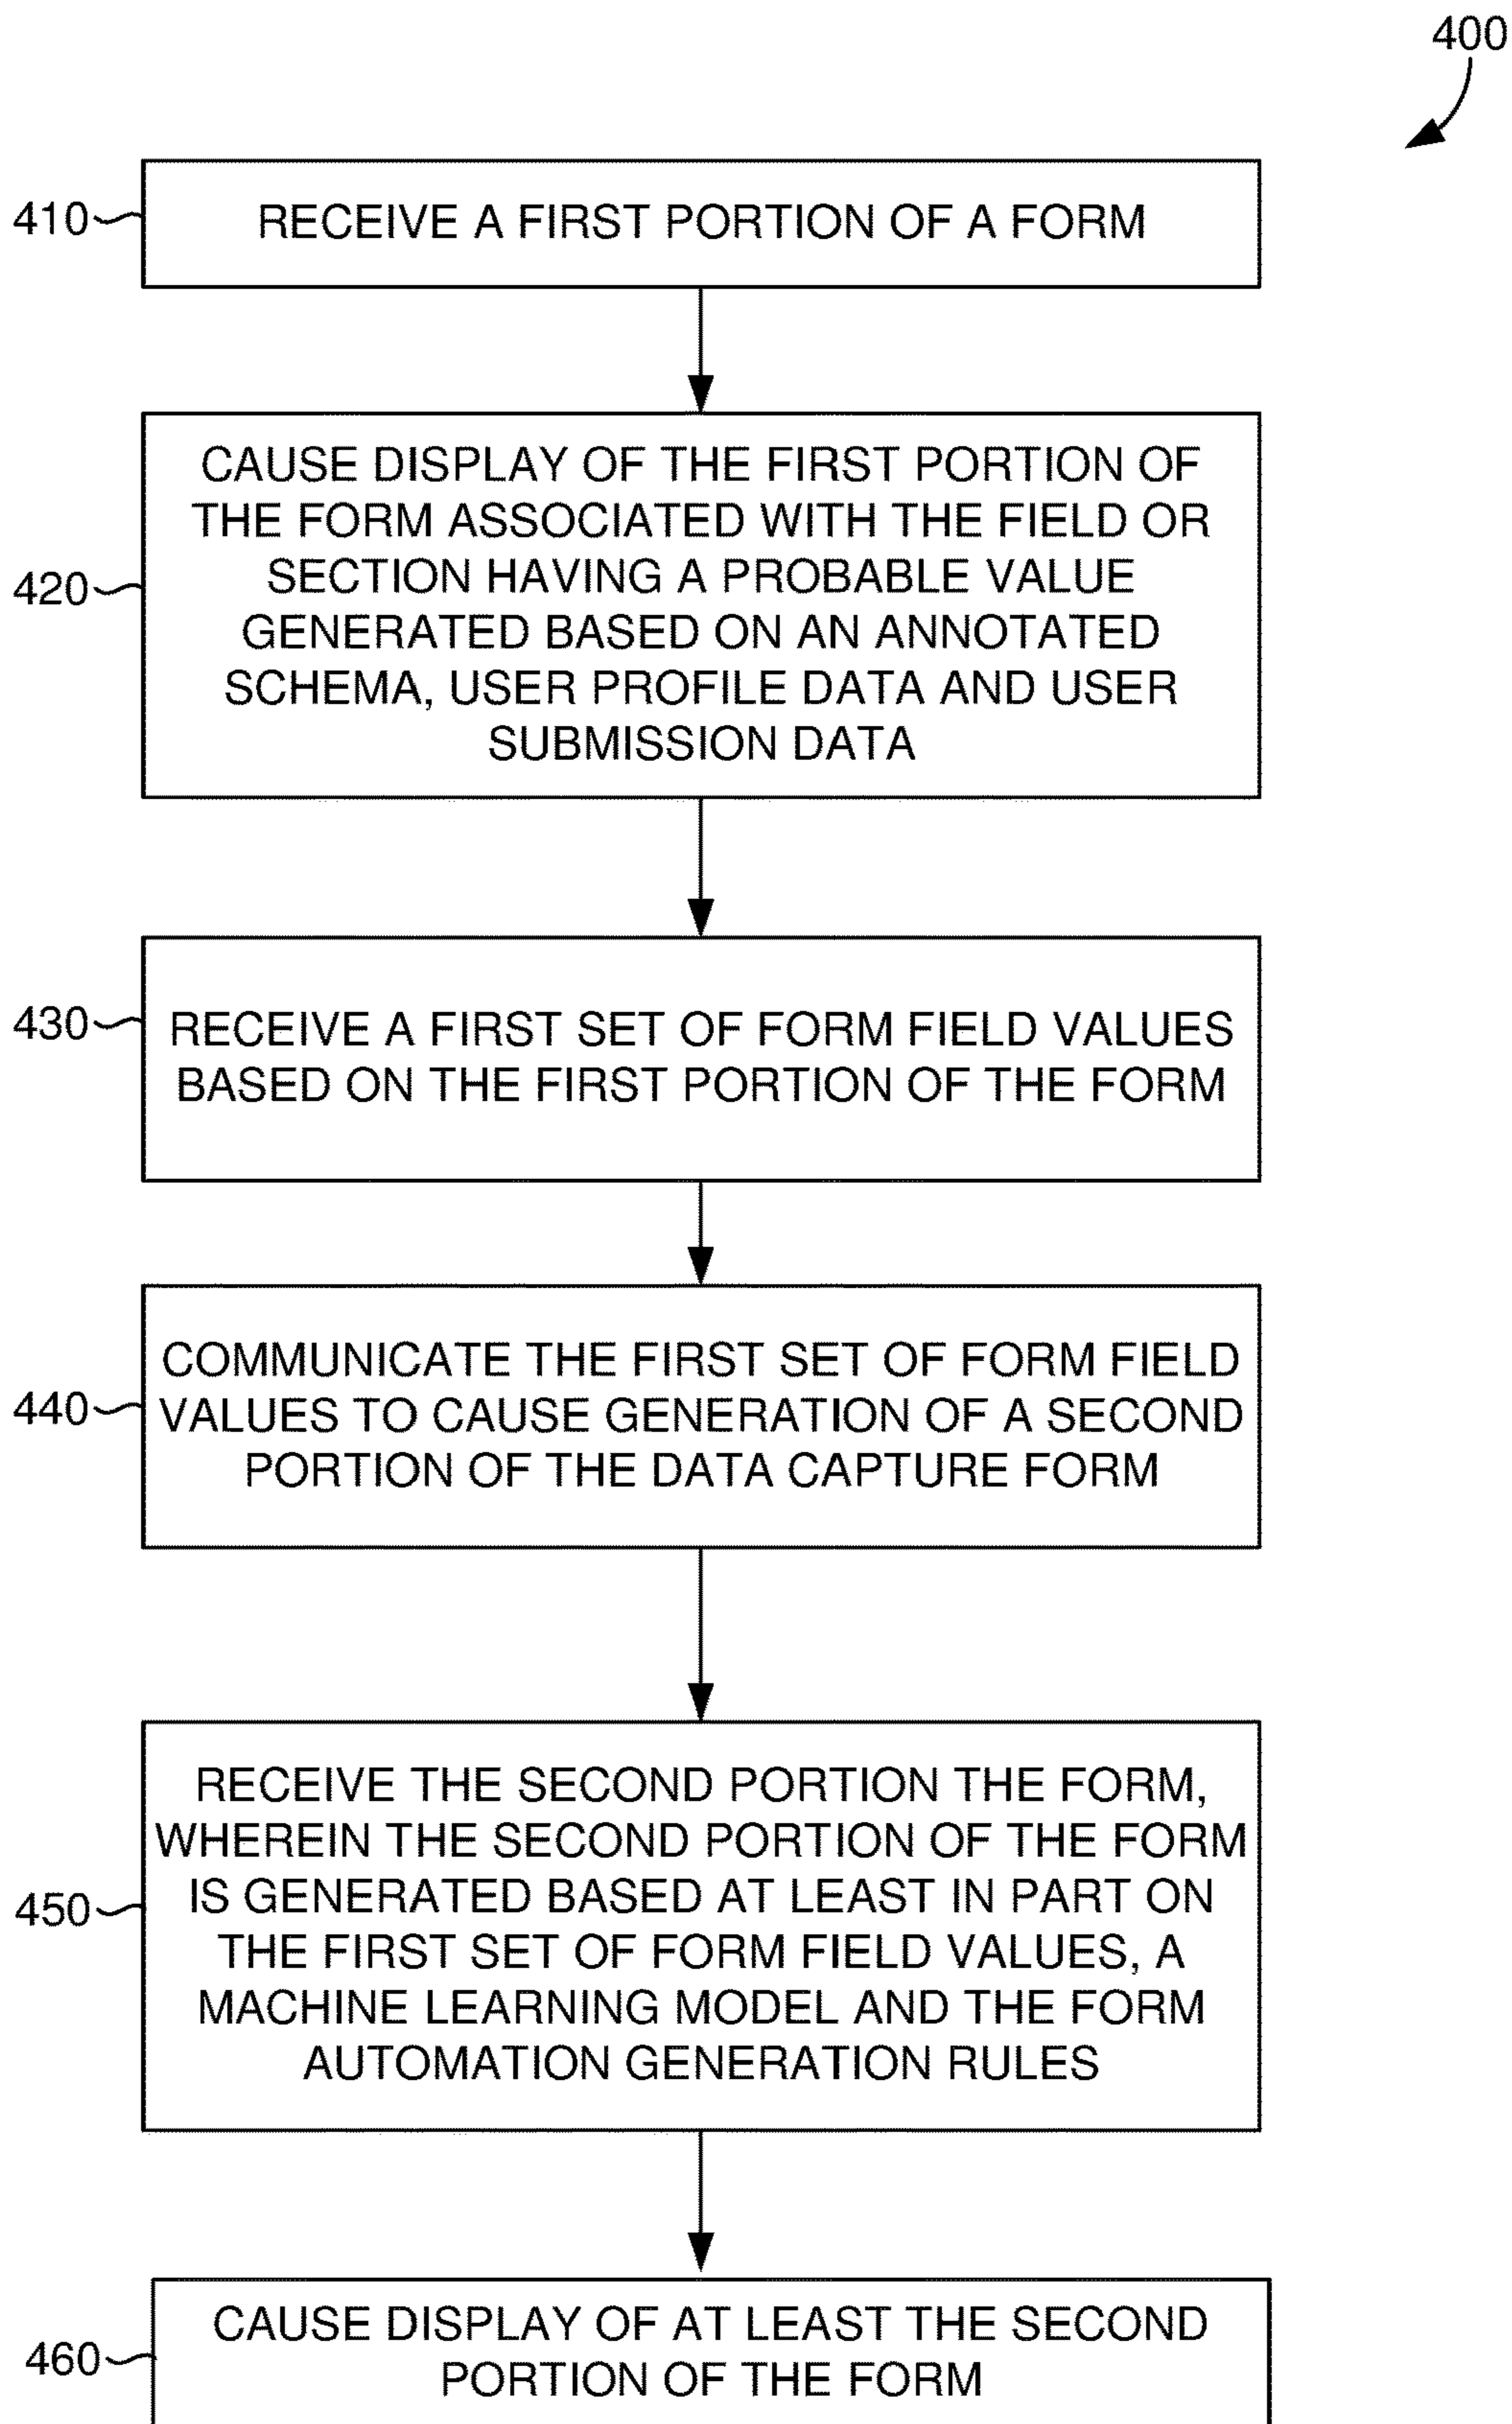 400
410
RECEIVE A FIRST PORTION OF A FORM
420
CAUSE DISPLAY OF THE FIRST PORTION OF
THE FORM ASSOCIATED WITH THE FIELD OR
SECTION HAVING A PROBABLE VALUE
GENERATED BASED ON AN ANNOTATED
SCHEMA, USER PROFILE DATA AND USER
SUBMISSION DATA
430
RECEIVE A FIRST SET OF FORM FIELD VALUES
BASED ON THE FIRST PORTION OF THE FORM
440
COMMUNICATE THE FIRST SET OF FORM FIELD
VALUES TO CAUSE GENERATION OF A SECOND
PORTION OF THE DATA CAPTURE FORM
450
RECEIVE THE SECOND PORTION THE FORM,
WHEREIN THE SECOND PORTION OF THE FORM
IS GENERATED BASED AT LEAST IN PART ON
THE FIRST SET OF FORM FIELD VALUES, A
MACHINE LEARNING MODEL AND THE FORM
AUTOMATION GENERATION RULES
460
CAUSE DISPLAY OF AT LEAST THE SECOND
PORTION OF THE FORM